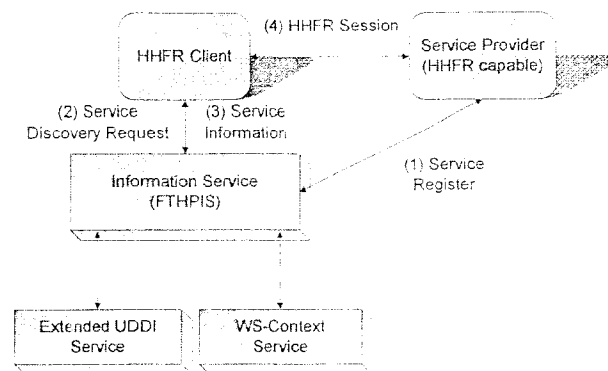 (4) HHFR Session
HHFR Client
Service Provider
(HHFR capable)
(2) Service
Discovery Request
(3) Service
Information
(1) Service
Register
Information Service
(FTHPIS)
Extended UDDI
Service
WS-Context
Service